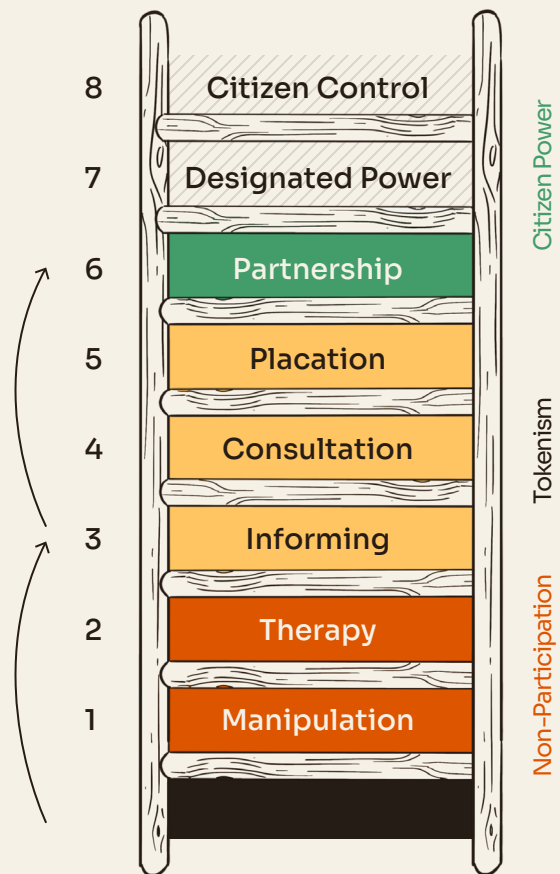 8 Citizen Control
7 Designated Power
6 Partnership
5 Placation
4 Consultation
3 Informing
2 Therapy
1 Manipulation
Citizen Power
Tokenism
Non-Participation